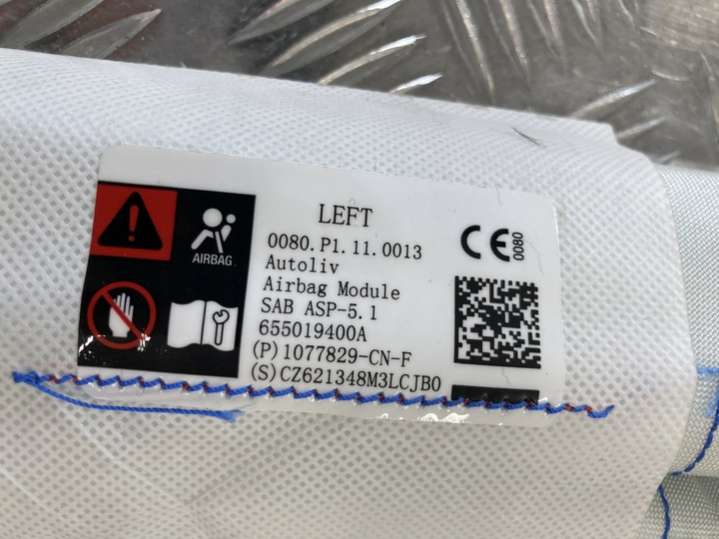 LEFT
0080.P1.11.0013
Autoliv
Airbag Module
SAB ASP-5.1
655019400A
(P)1077829-CN-F
(S)CZ621348M3LCJB0
AIRBAG
CE
0080